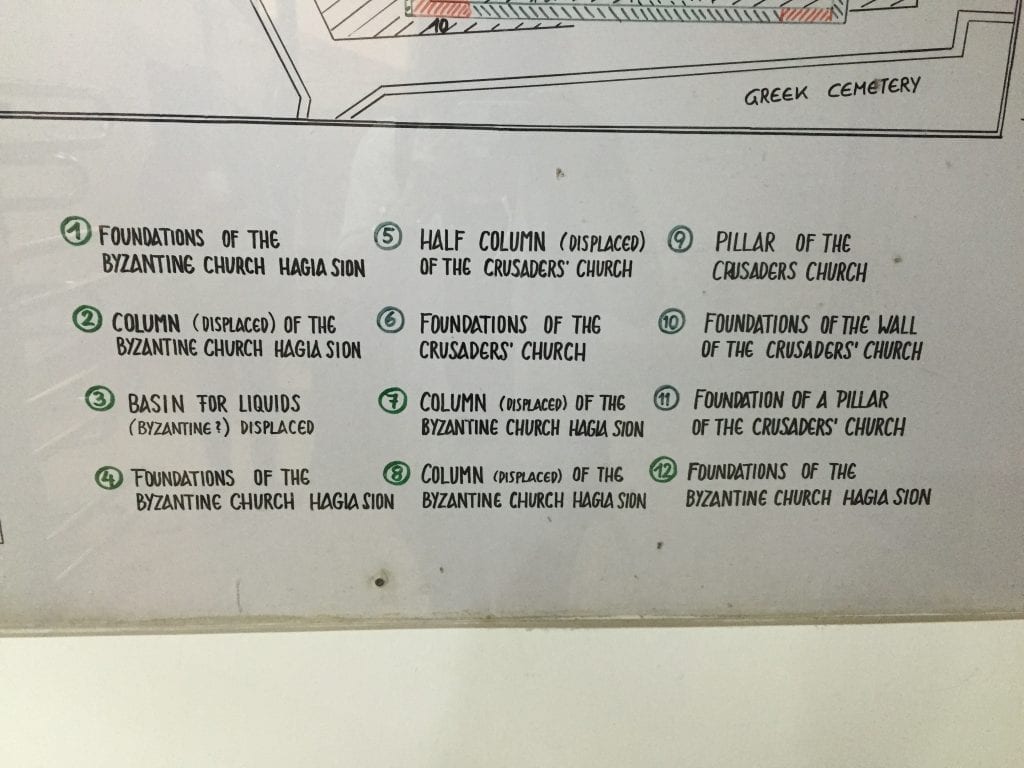 10
GREEK CEMETERY
1 FOUNDATIONS OF THE
BYZANTINE CHURCH HAGIA SION
2 COLUMN (DISPLACED) OF THE
BYZANTINE CHURCH HAGIA SION
3 BASIN FOR LIQUIDS
(BYZANTINE?) DISPLACED
4 FOUNDATIONS OF THE
BYZANTINE CHURCH HAGIA SION
5 HALF COLUMN (DISPLACED)
OF THE CRUSADERS' CHURCH
6 FOUNDATIONS OF THE
CRUSADERS' CHURCH
7 COLUMN (DISPLACED) OF THE
BYZANTINE CHURCH HAGIA SION
8 COLUMN (DISPLACED) OF THE
BYZANTINE CHURCH HAGIA SION
9 PILLAR OF THE
CRUSADERS CHURCH
10 FOUNDATIONS OF THE WALL
OF THE CRUSADERS' CHURCH
11 FOUNDATION OF A PILLAR
OF THE CRUSADERS' CHURCH
12 FOUNDATIONS OF THE
BYZANTINE CHURCH HAGIA SION